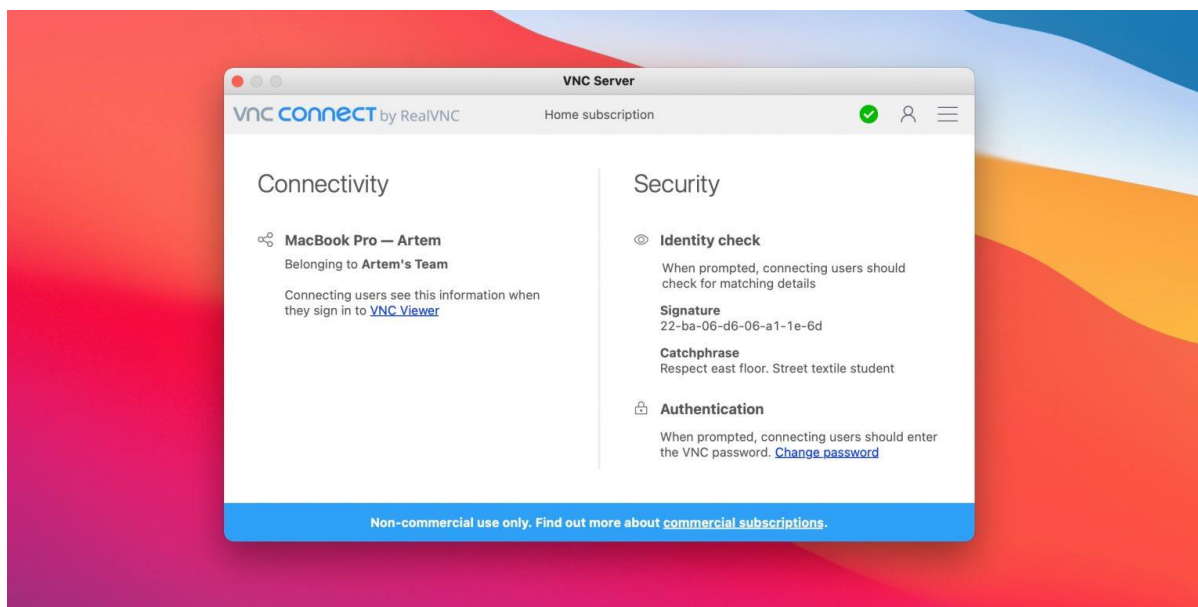 VNC Server
vnc connect by RealVNC
Home subscription
Connectivity
MacBook Pro — Artem
Belonging to Artem's Team
Connecting users see this information when
they sign in to VNC Viewer
Security
Identity check
When prompted, connecting users should
check for matching details
Signature
22-ba-06-d6-06-a1-1e-6d
Catchphrase
Respect east floor. Street textile student
Authentication
When prompted, connecting users should enter
the VNC password. Change password
Non-commercial use only. Find out more about commercial subscriptions.